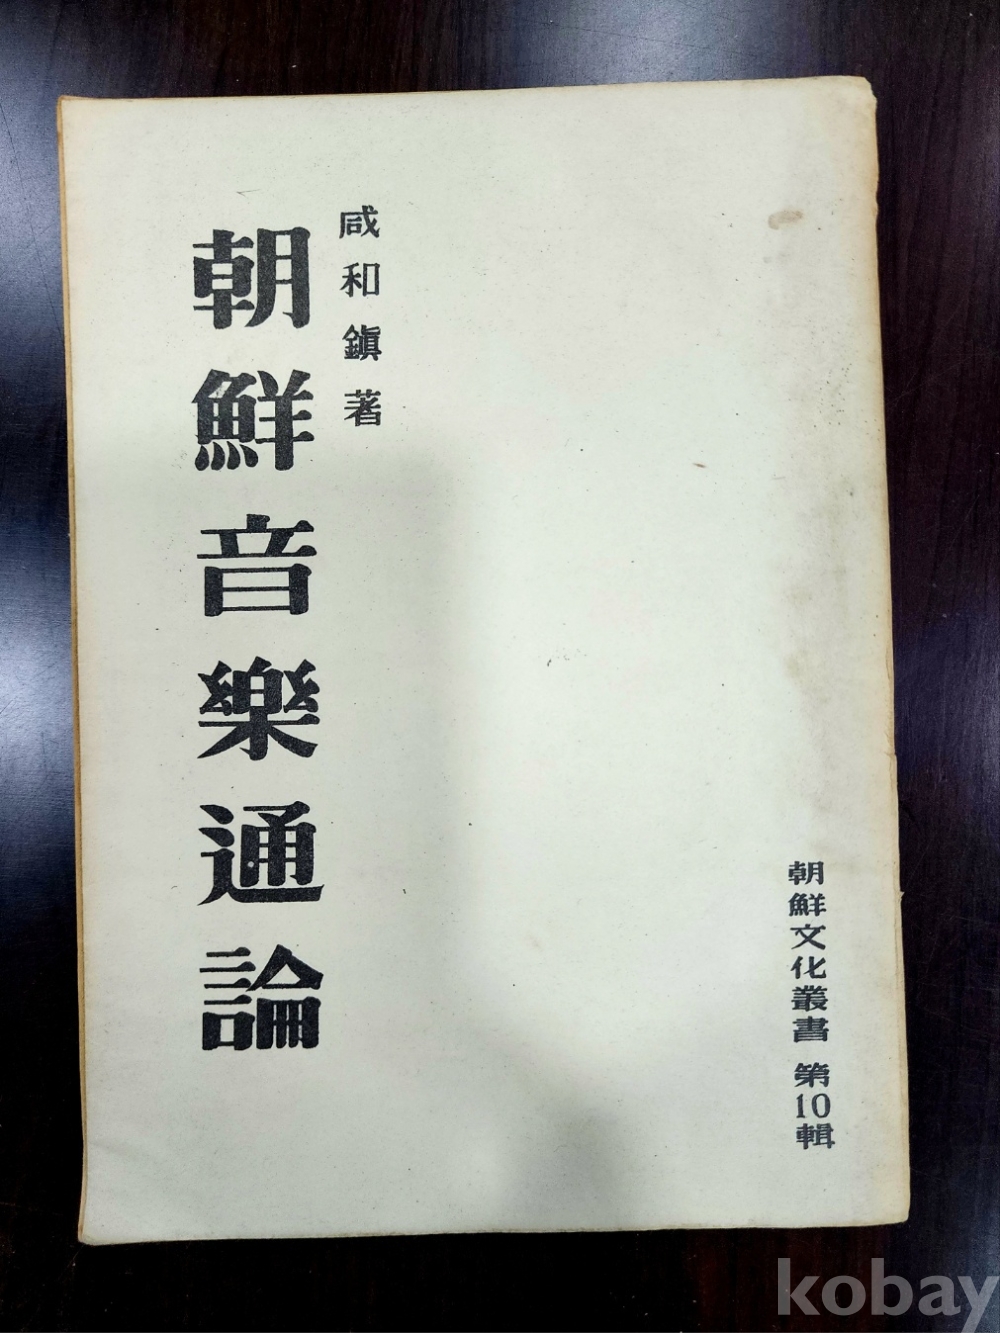 朝鮮文化叢書 第10輯
咸和鎭著
朝鮮音樂通論
kobay